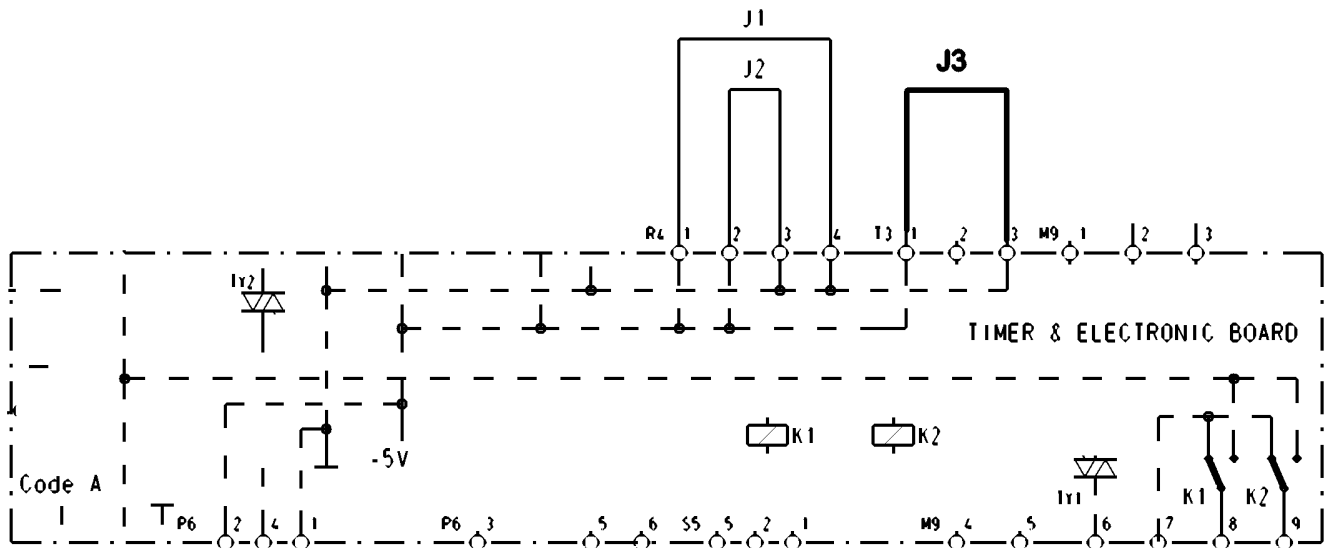 J1
J2
J3
R4 1 2 3 4 T3 1 2 3 M9 1 2 3
Ty2
TIMER & ELECTRONIC BOARD
K1 K2
-5V
Code A
Ty1 K1 K2
P6 2 4 1 P6 3 5 6 S5 5 2 1 M9 4 5 6 7 8 9